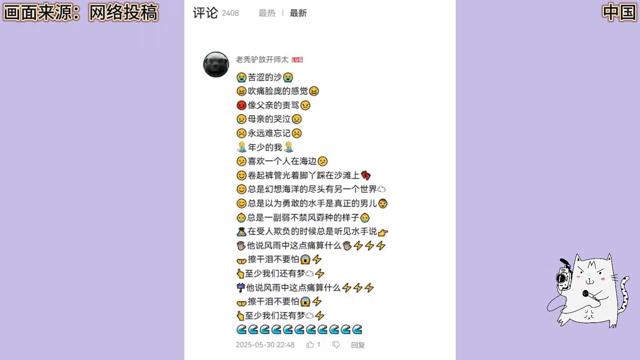 画面来源：网络投稿
中国
评论 2408 最热 | 最新
老秃驴放开师太 LV6
😭苦涩的沙😭
😖吹痛脸庞的感觉😖
😡像父亲的责骂😠
😥母亲的哭泣😥
☹️永远难忘记☹️
🤦年少的我🤦
😕喜欢一个人在海边😕
😊卷起裤管光着脚丫踩在沙滩上🐞
😊总是幻想海洋的尽头有另一个世界☁️
😊总是以为勇敢的水手是真正的男儿👨
👶总是一副弱不禁风孬种的样子👶
在受人欺负的时候总是听见水手说👉
他说风雨中这点痛算什么⚡⚡⚡
擦干泪不要怕😱⚡
👆至少我们还有梦☁️⚡
他说风雨中这点痛算什么⚡⚡⚡
擦干泪不要怕😱⚡
👆至少我们还有梦☁️⚡
🌊🌊🌊🌊🌊🌊🌊🌊🌊🌊🌊
2025-05-30 22:48 1 回复